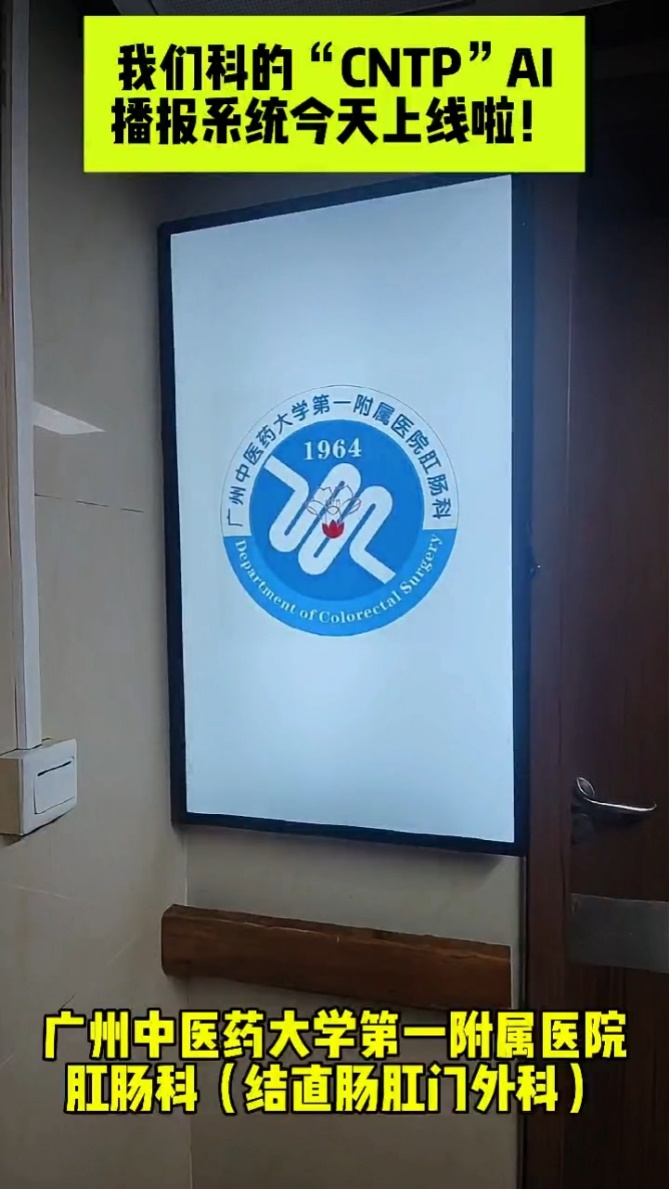 我们科的“CNTP”AI
播报系统今天上线啦！
广州中医药大学第一附属医院肛肠科
1964
Department of Colorectal Surgery
广州中医药大学第一附属医院
肛肠科（结直肠肛门外科）